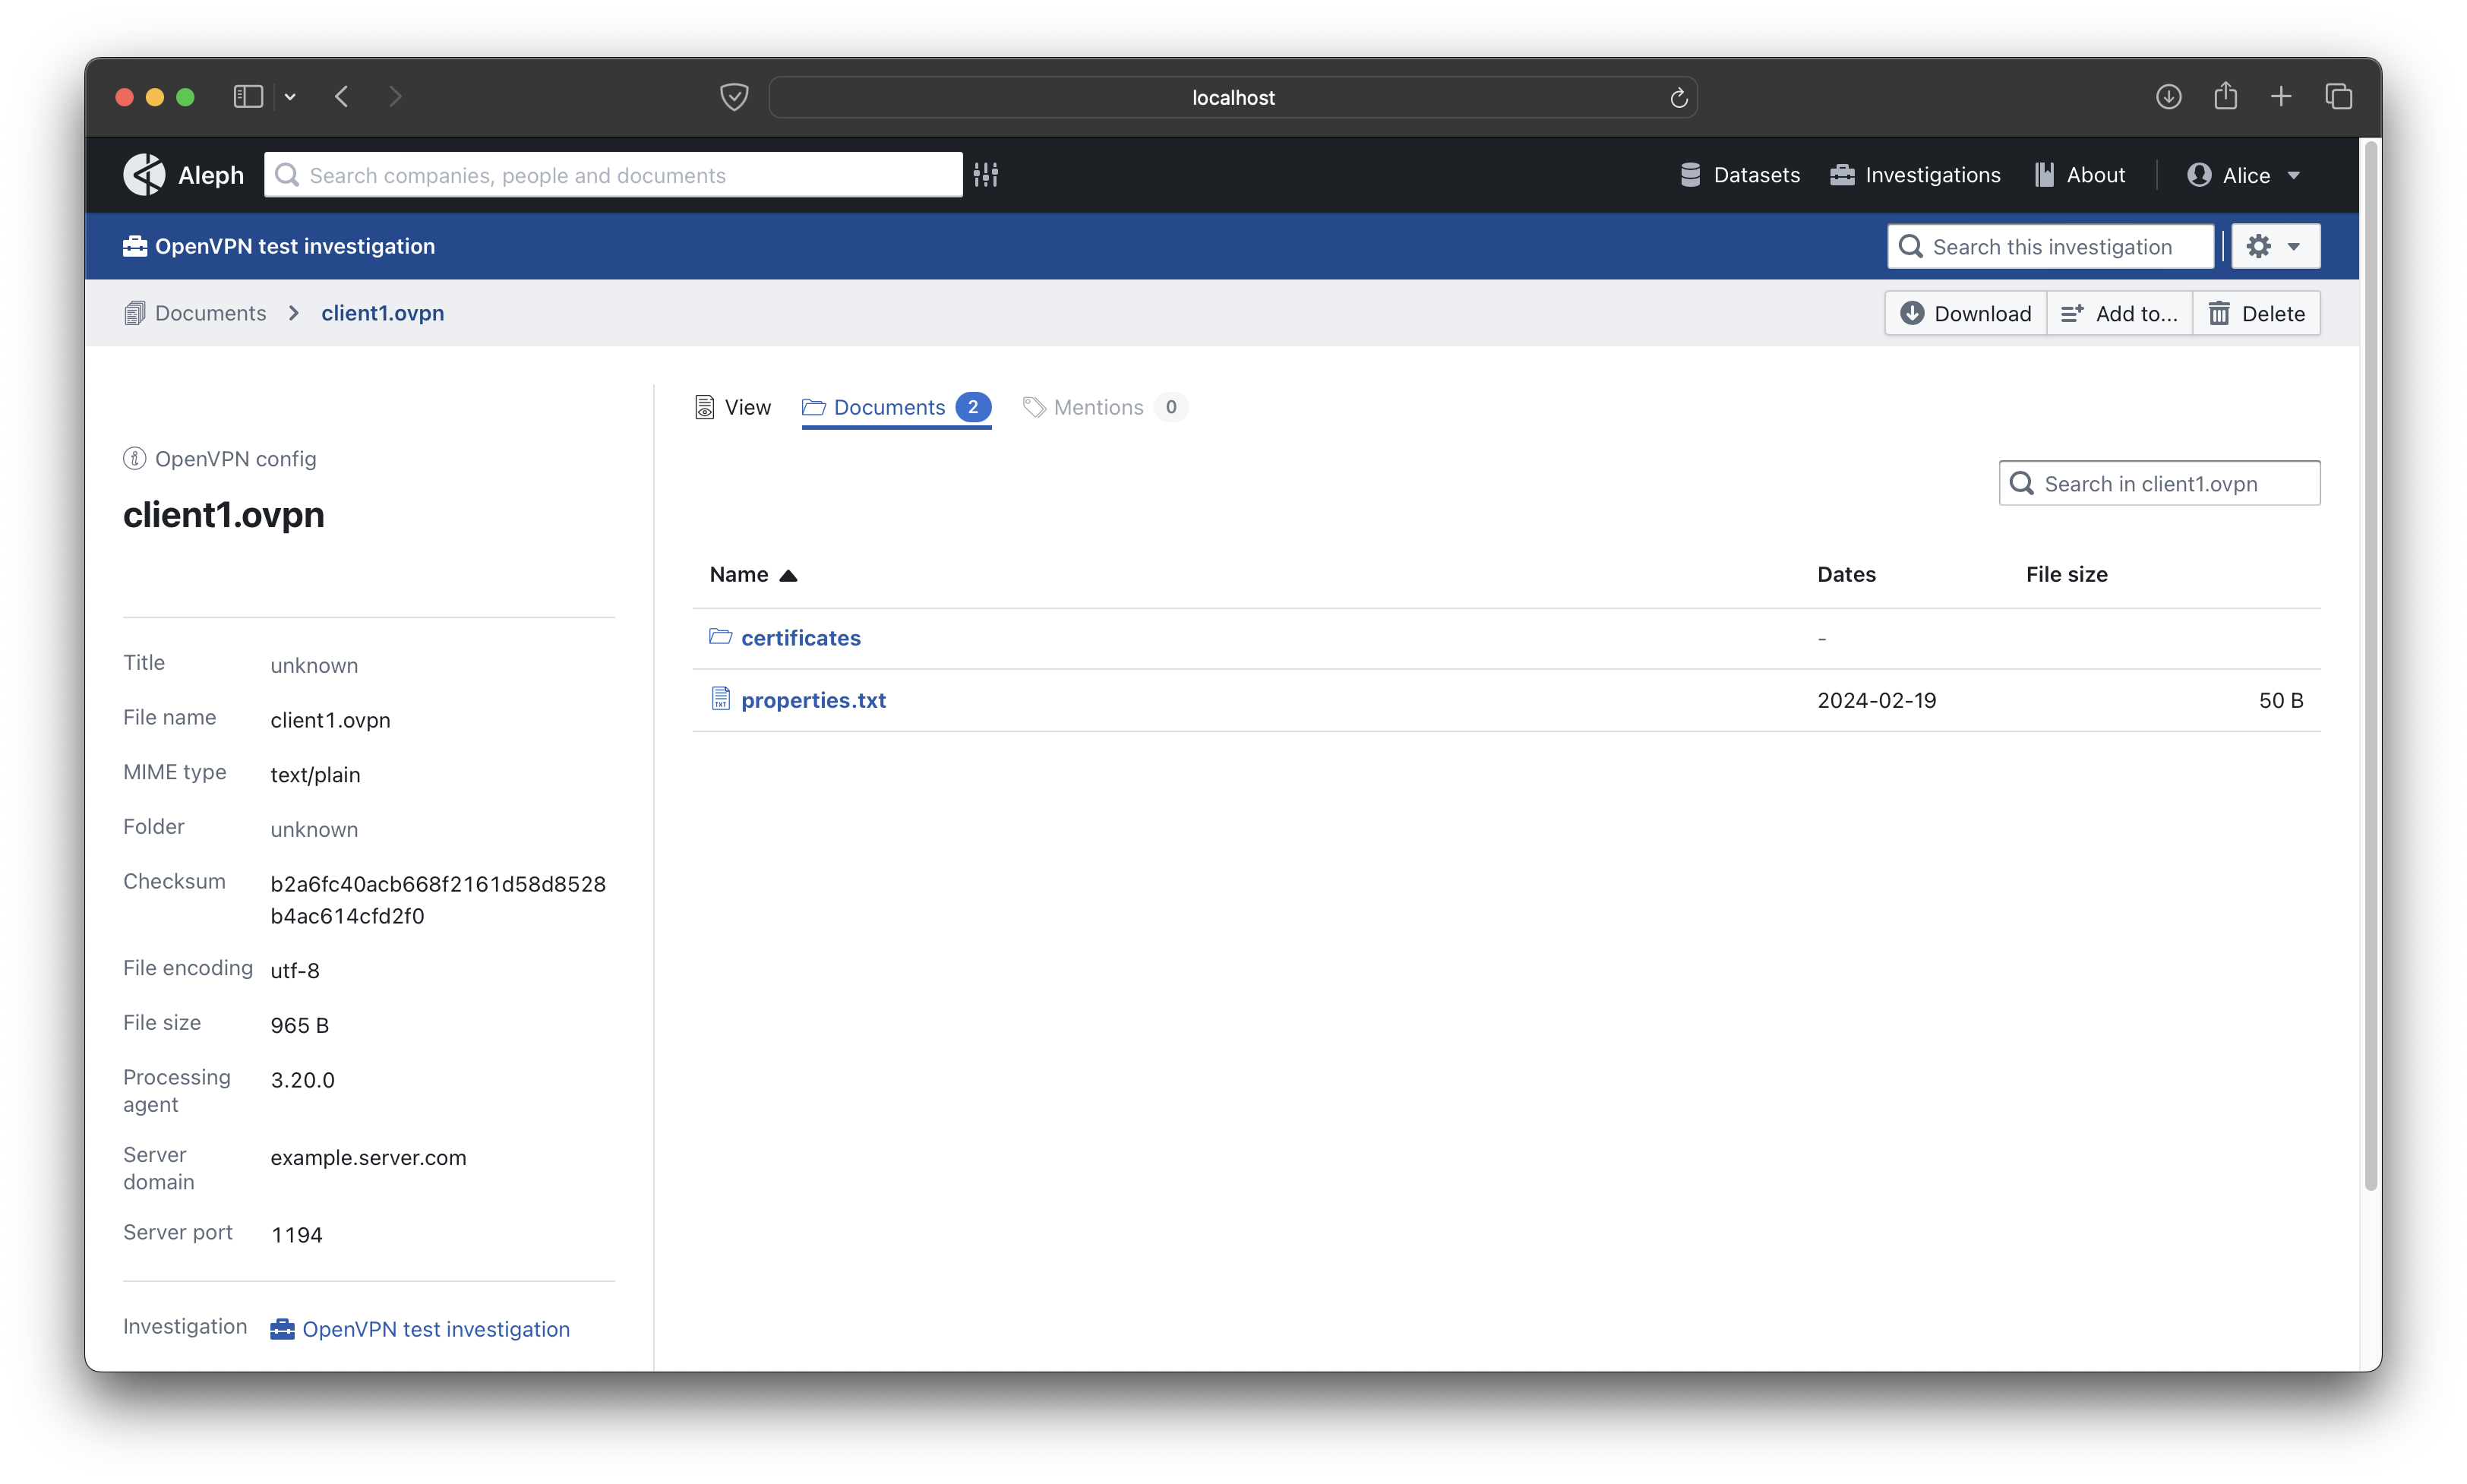 localhost
Aleph
Search companies, people and documents
Datasets
Investigations
About
Alice
OpenVPN test investigation
Search this investigation
Documents
client1.ovpn
Download
Add to...
Delete
View
Documents 2
Mentions 0
OpenVPN config
client1.ovpn
Search in client1.ovpn
Title unknown
File name client1.ovpn
MIME type text/plain
Folder unknown
Checksum b2a6fc40acb668f2161d58d8528
b4ac614cfd2f0
File encoding utf-8
File size 965 B
Processing 3.20.0
agent
Server example.server.com
domain
Server port 1194
Investigation OpenVPN test investigation
Name Dates File size
certificates -
TXT
properties.txt 2024-02-19 50 B